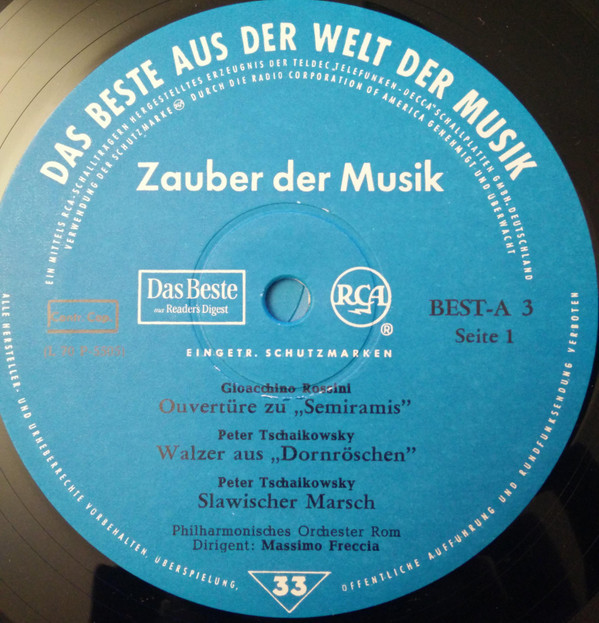 DAS BESTE AUS DER WELT DER MUSIK
EIN MITTELS RCA-SCHALLTRÄGERN HERGESTELLTES ERZEUGNIS DER TELDEC „TELEFUNKEN-DECCA” SCHALLPLATTEN GMBH. DEUTSCHLAND
VERWENDUNG DER SCHUTZMARKE RCA DURCH DIE RADIO CORPORATION OF AMERICA GENEHMIGT UND ÜBERWACHT
Zauber der Musik
Das Beste
aus Reader's Digest
RCA
®
BEST-A 3
Seite 1
EINGETR. SCHUTZMARKEN
Gioacchino Rossini
Ouvertüre zu „Semiramis”
Peter Tschaikowsky
Walzer aus „Dornröschen”
Peter Tschaikowsky
Slawischer Marsch
Philharmonisches Orchester Rom
Dirigent: Massimo Freccia
33
ALLE HERSTELLER- UND URHEBERRECHTE VORBEHALTEN. ÜBERSPIELUNG, ÖFFENTLICHE AUFFÜHRUNG UND RUNDFUNKSENDUNG VERBOTEN